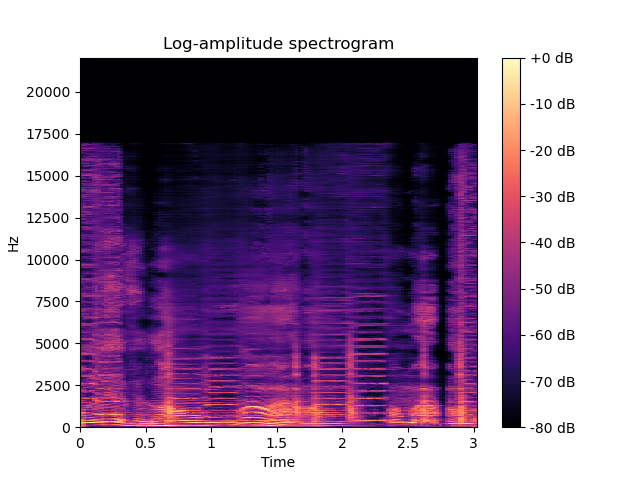 Log-amplitude spectrogram
20000
17500
15000
12500
10000
7500
5000
2500
0
Hz
0 0.5 1 1.5 2 2.5 3
Time
+0 dB
-10 dB
-20 dB
-30 dB
-40 dB
-50 dB
-60 dB
-70 dB
-80 dB